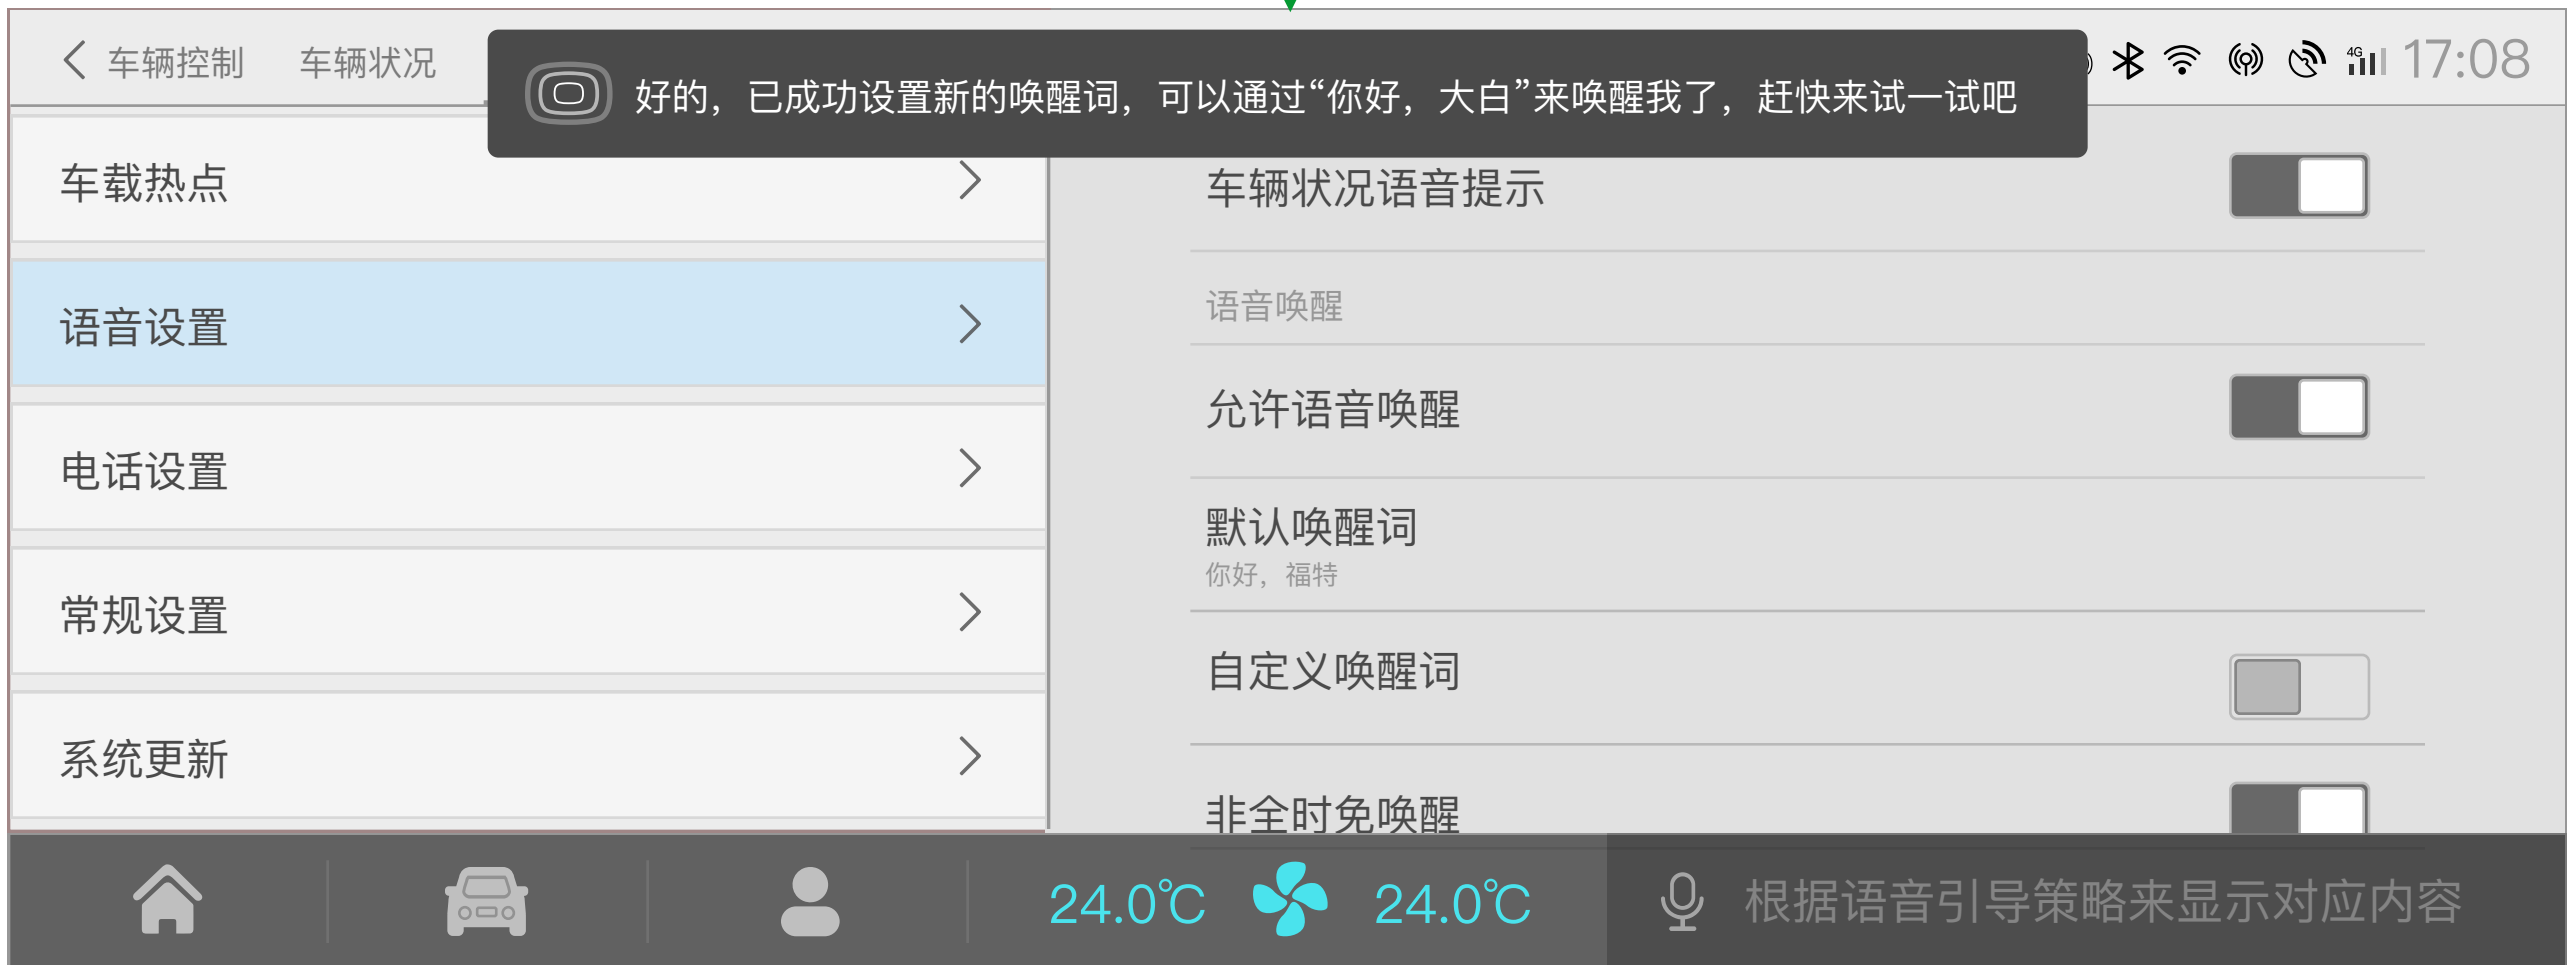 车辆控制 车辆状况
好的，已成功设置新的唤醒词，可以通过“你好，大白”来唤醒我了，赶快来试一试吧
4G 17:08
车载热点
语音设置
电话设置
常规设置
系统更新
车辆状况语音提示
语音唤醒
允许语音唤醒
默认唤醒词
你好，福特
自定义唤醒词
非全时免唤醒
24.0℃ 24.0℃
根据语音引导策略来显示对应内容